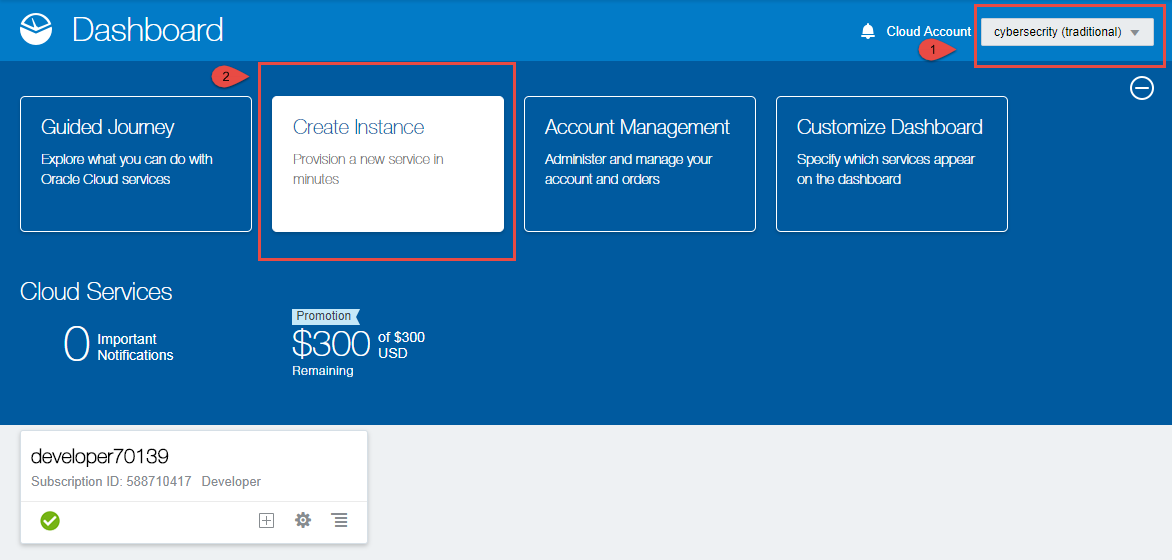 Dashboard
Cloud Account
cybersecrity (traditional)
1
2
Guided Journey
Explore what you can do with
Oracle Cloud services
Create Instance
Provision a new service in
minutes
Account Management
Administer and manage your
account and orders
Customize Dashboard
Specify which services appear
on the dashboard
Cloud Services
0
Important
Notifications
Promotion
$300
of $300
USD
Remaining
developer70139
Subscription ID: 588710417 Developer